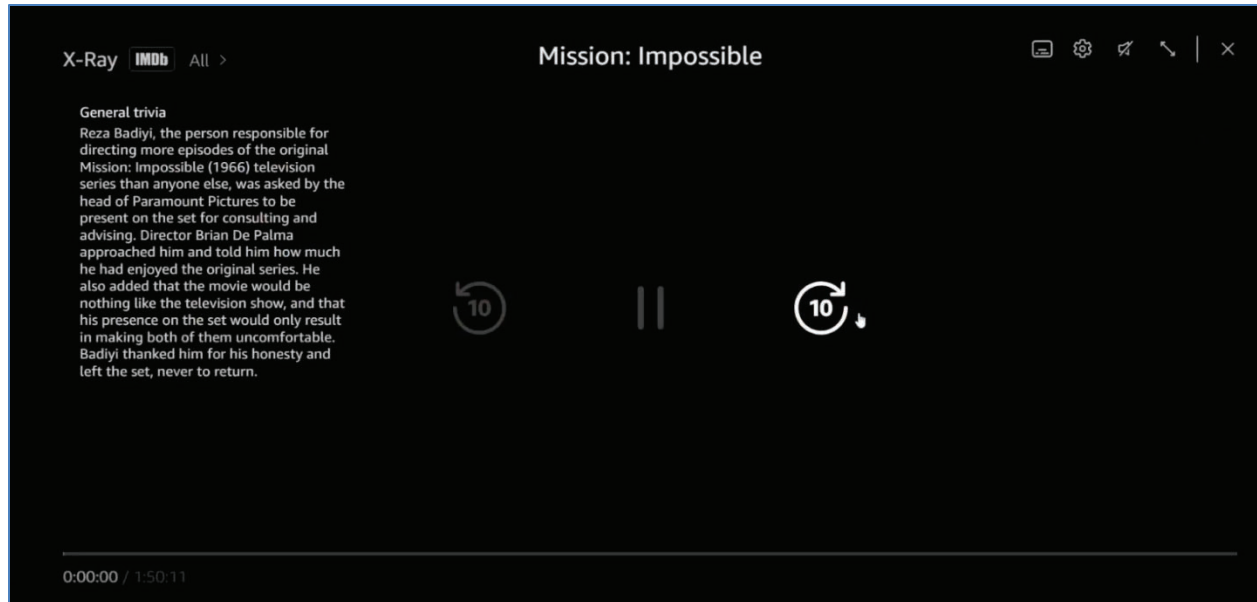 X-Ray IMDb All >
Mission: Impossible
General trivia
Reza Badiyi, the person responsible for
directing more episodes of the original
Mission: Impossible (1966) television
series than anyone else, was asked by the
head of Paramount Pictures to be
present on the set for consulting and
advising. Director Brian De Palma
approached him and told him how much
he had enjoyed the original series. He
also added that the movie would be
nothing like the television show, and that
his presence on the set would only result
in making both of them uncomfortable.
Badiyi thanked him for his honesty and
left the set, never to return.
10
10
0:00:00 / 1:50:11